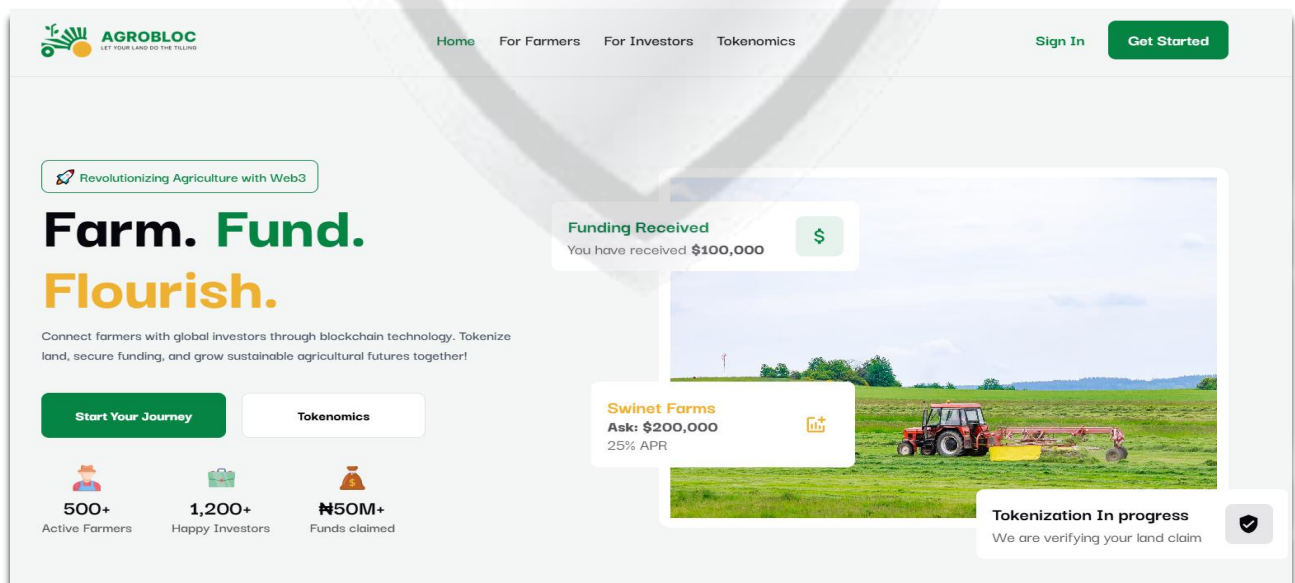 AGROBLOC
LET YOUR LAND DO THE TILLING
Home For Farmers For Investors Tokenomics
Sign In Get Started
Revolutionizing Agriculture with Web3
Farm. Fund.
Flourish.
Connect farmers with global investors through blockchain technology. Tokenize
land, secure funding, and grow sustainable agricultural futures together!
Start Your Journey Tokenomics
500+ 1,200+ ₦50M+
Active Farmers Happy Investors Funds claimed
Funding Received
You have received $100,000
$
Swinet Farms
Ask: $200,000
25% APR
Tokenization In progress
We are verifying your land claim